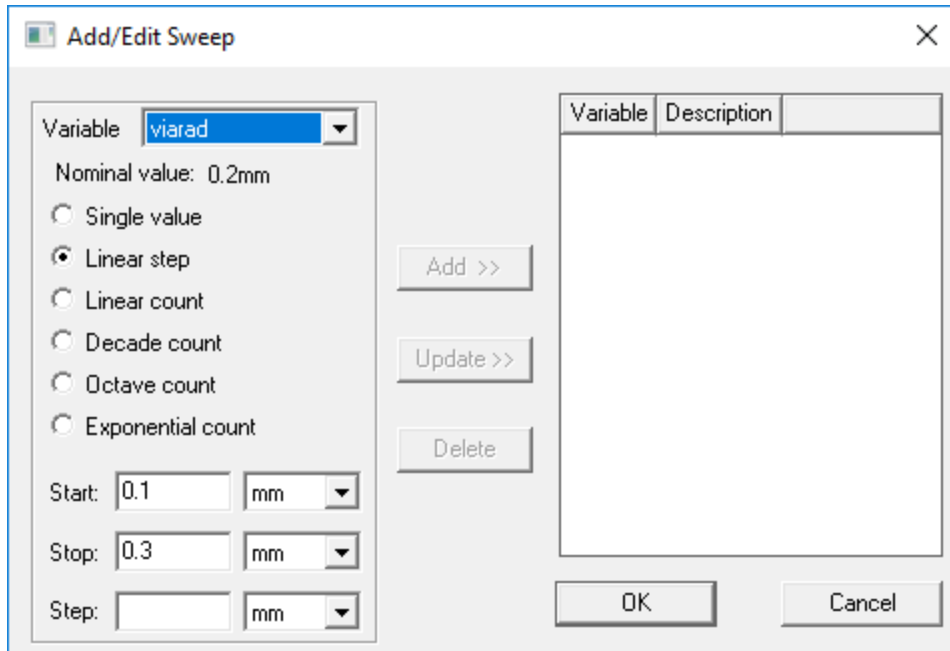 Add/Edit Sweep
Variable viarad
Nominal value: 0.2mm
Single value
Linear step
Linear count
Decade count
Octave count
Exponential count
Start: 0.1 mm
Stop: 0.3 mm
Step: mm
Add >>
Update >>
Delete
Variable Description
OK Cancel